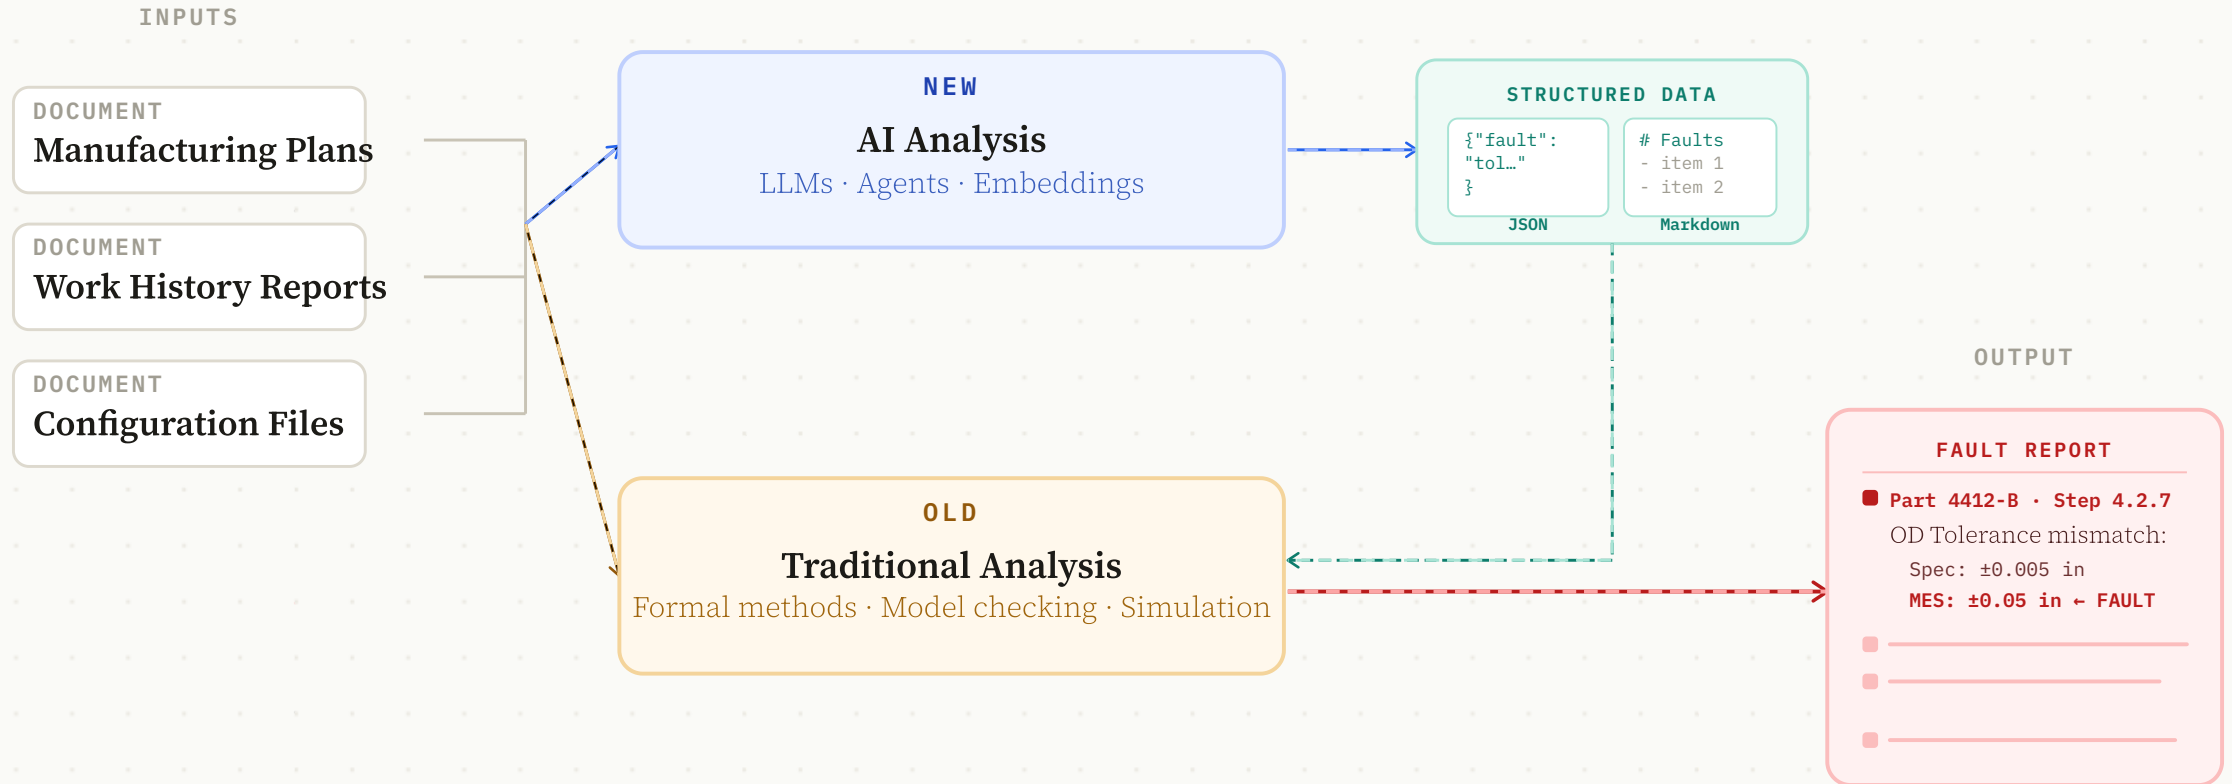 INPUTS
DOCUMENT
Manufacturing Plans
DOCUMENT
Work History Reports
DOCUMENT
Configuration Files
NEW
AI Analysis
LLMs · Agents · Embeddings
STRUCTURED DATA
{"fault":
"tol…"
}
JSON
# Faults
- item 1
- item 2
Markdown
OLD
Traditional Analysis
Formal methods · Model checking · Simulation
OUTPUT
FAULT REPORT
Part 4412-B · Step 4.2.7
OD Tolerance mismatch:
Spec: ±0.005 in
MES: ±0.05 in ← FAULT